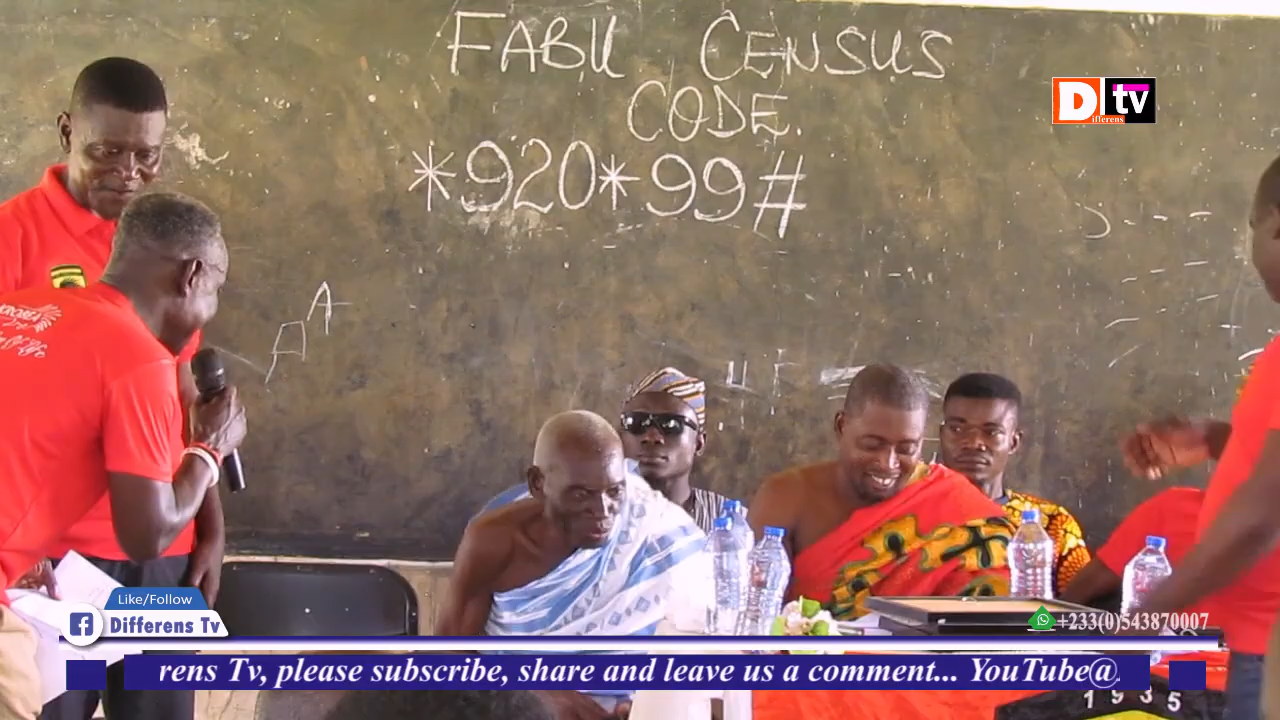 FABU CENSUS
CODE.
*920*99#
D tv
ifferens
A
A
Like/Follow
Differens Tv
+233(0)543870007
rens Tv, please subscribe, share and leave us a comment... YouTube@
1935